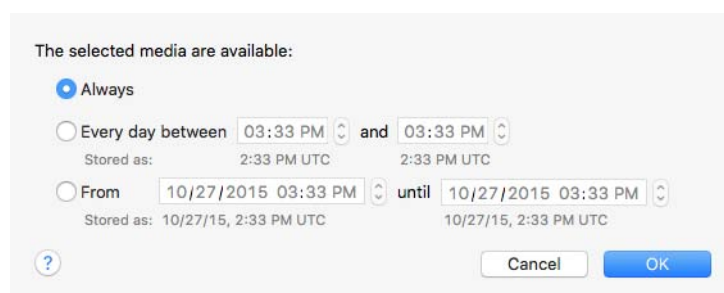 The selected media are available:
Always
Every day between 03:33 PM and 03:33 PM
Stored as: 2:33 PM UTC 2:33 PM UTC
From 10/27/2015 03:33 PM until 10/27/2015 03:33 PM
Stored as: 10/27/15, 2:33 PM UTC 10/27/15, 2:33 PM UTC
? Cancel OK